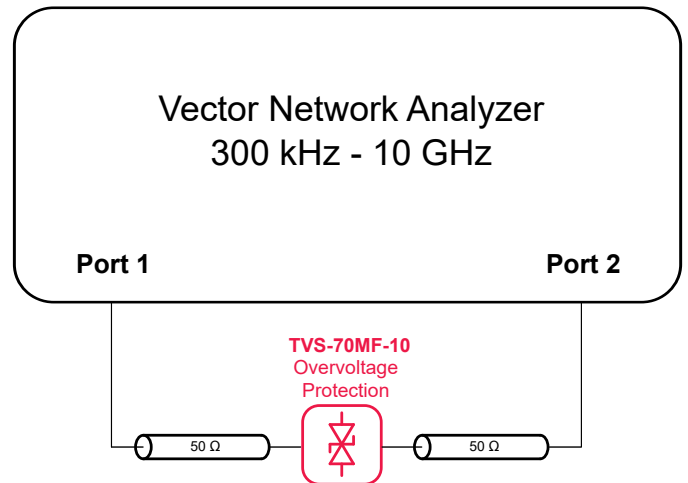 Vector Network Analyzer
300 kHz - 10 GHz
Port 1
Port 2
TVS-70MF-10
Overvoltage
Protection
50 Ω
50 Ω